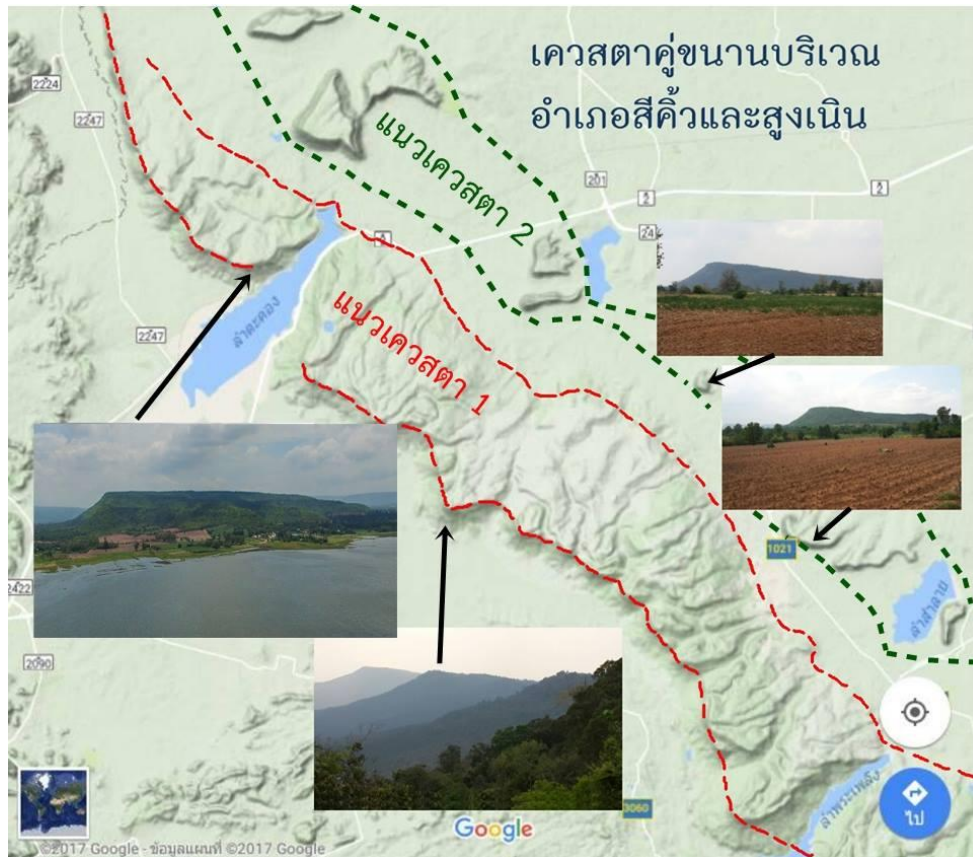 เควสตาคู่ขนานบริเวณ
อำเภอสีคิ้วและสูงเนิน
2224
2247
แนวเควสตา 2
201
2
2
24
ลำตะคอง
แนวเควสตา 1
2247
1021
ลำสำลาย
2422
2090
ลำพระเพลิง
3060
ไป
Google
©2017 Google - ข้อมูลแผนที่ ©2017 Google